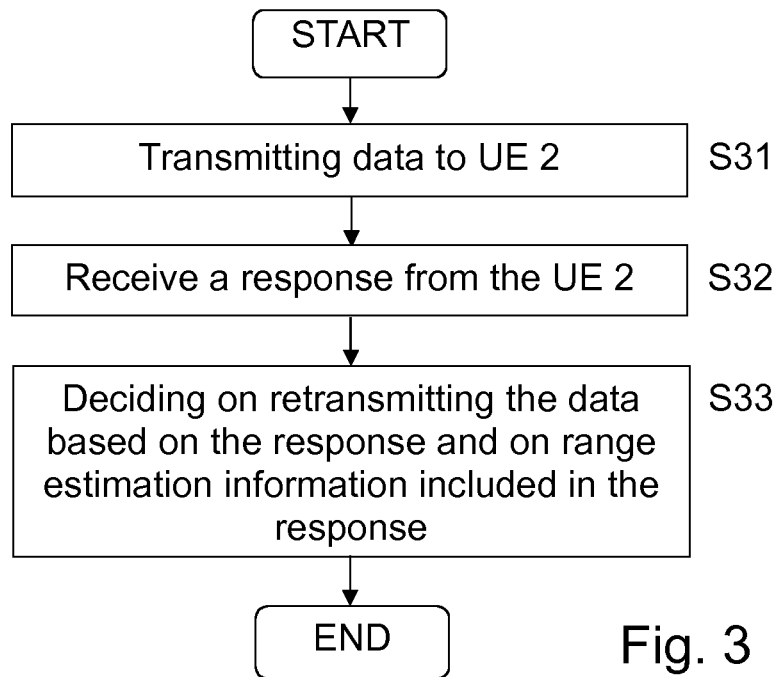 START
Transmitting data to UE 2
S31
Receive a response from the UE 2
S32
Deciding on retransmitting the data
based on the response and on range
estimation information included in the
response
S33
END
Fig. 3